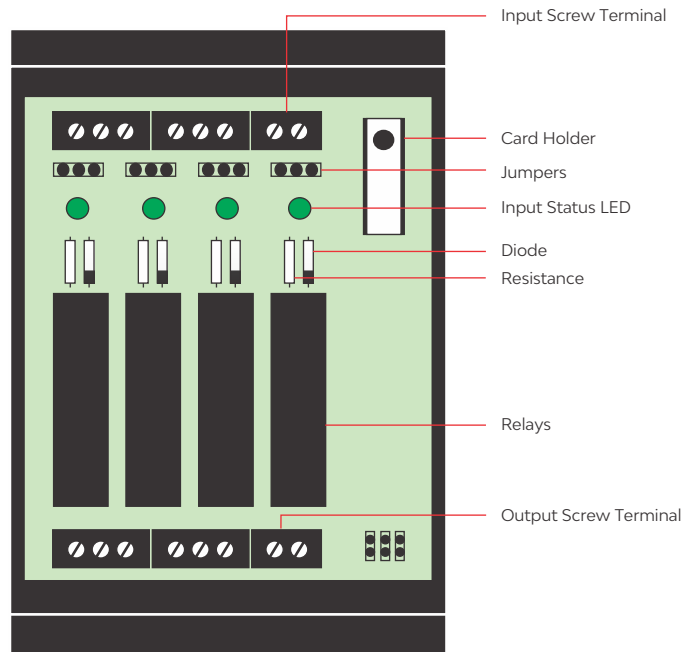 Input Screw Terminal
Card Holder
Jumpers
Input Status LED
Diode
Resistance
Relays
Output Screw Terminal